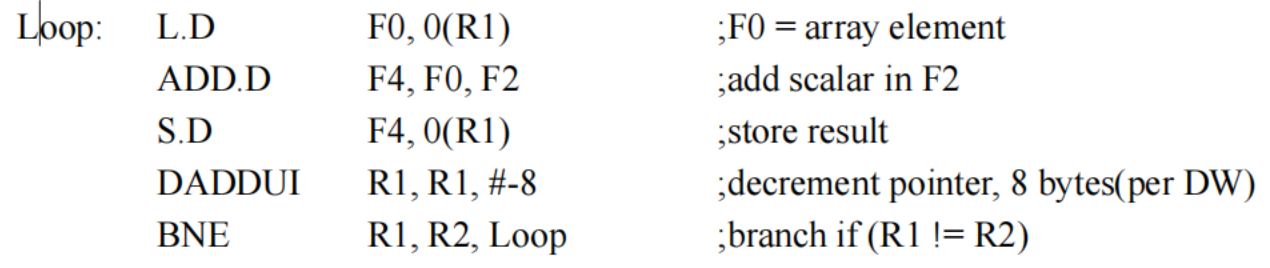 Loop: L.D F0, 0(R1) ;F0 = array element
ADD.D F4, F0, F2 ;add scalar in F2
S.D F4, 0(R1) ;store result
DADDUI R1, R1, #-8 ;decrement pointer, 8 bytes(per DW)
BNE R1, R2, Loop ;branch if (R1 != R2)